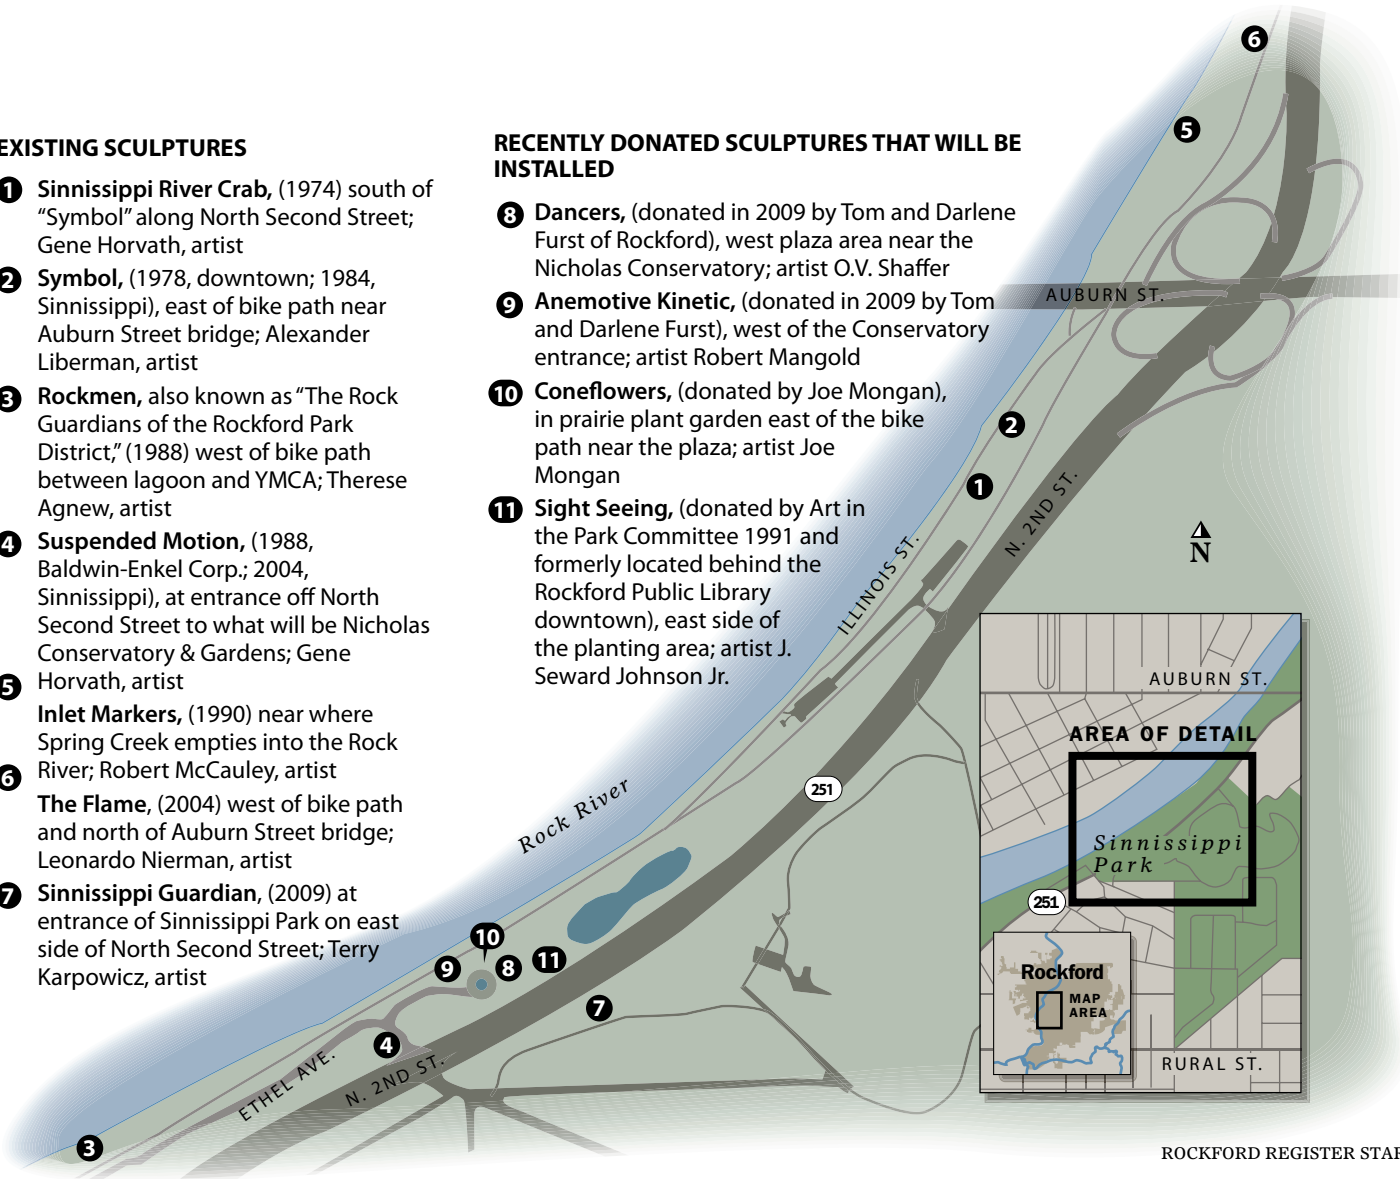 EXISTING SCULPTURES
1 Sinnissippi River Crab, (1974) south of
“Symbol” along North Second Street;
Gene Horvath, artist
2 Symbol, (1978, downtown; 1984,
Sinnissippi), east of bike path near
Auburn Street bridge; Alexander
Liberman, artist
3 Rockmen, also known as “The Rock
Guardians of the Rockford Park
District,” (1988) west of bike path
between lagoon and YMCA; Therese
Agnew, artist
4 Suspended Motion, (1988,
Baldwin-Enkel Corp.; 2004,
Sinnissippi), at entrance off North
Second Street to what will be Nicholas
Conservatory & Gardens; Gene
5 Horvath, artist
Inlet Markers, (1990) near where
Spring Creek empties into the Rock
6 River; Robert McCauley, artist
The Flame, (2004) west of bike path
and north of Auburn Street bridge;
Leonardo Nierman, artist
7 Sinnissippi Guardian, (2009) at
entrance of Sinnissippi Park on east
side of North Second Street; Terry
Karpowicz, artist
RECENTLY DONATED SCULPTURES THAT WILL BE
INSTALLED
8 Dancers, (donated in 2009 by Tom and Darlene
Furst of Rockford), west plaza area near the
Nicholas Conservatory; artist O.V. Shaffer
9 Anemotive Kinetic, (donated in 2009 by Tom
and Darlene Furst), west of the Conservatory
entrance; artist Robert Mangold
10 Coneflowers, (donated by Joe Mongan),
in prairie plant garden east of the bike
path near the plaza; artist Joe
Mongan
11 Sight Seeing, (donated by Art in
the Park Committee 1991 and
formerly located behind the
Rockford Public Library
downtown), east side of
the planting area; artist J.
Seward Johnson Jr.
6
5
AUBURN ST.
2
1
N. 2ND ST.
ILLINOIS ST.
N
251
Rock River
10
9
8
11
7
4
ETHEL AVE.
N. 2ND ST.
3
AUBURN ST.
AREA OF DETAIL
Sinnissippi
Park
251
Rockford
MAP
AREA
RURAL ST.
ROCKFORD REGISTER STAR